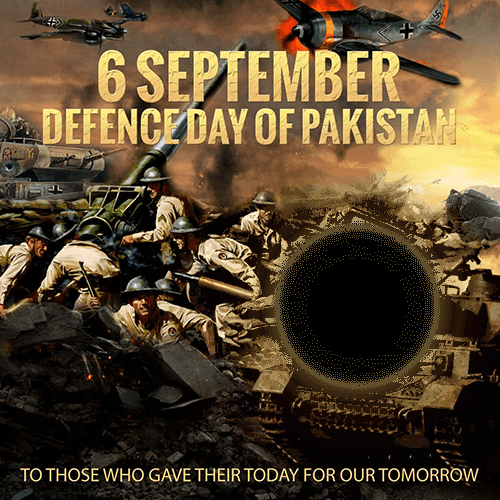 6 SEPTEMBER
DEFENCE DAY OF PAKISTAN
TO THOSE WHO GAVE THEIR TODAY FOR OUR TOMORROW